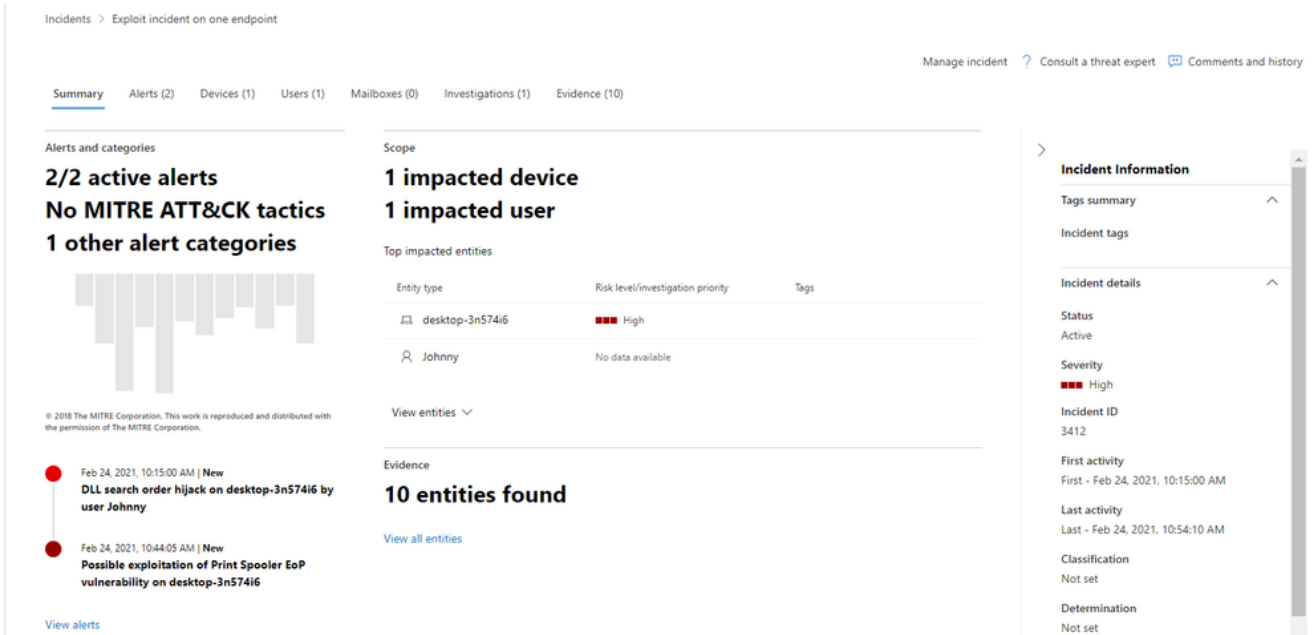 Incidents > Exploit incident on one endpoint
Manage incident ? Consult a threat expert Comments and history
Summary Alerts (2) Devices (1) Users (1) Mailboxes (0) Investigations (1) Evidence (10)
Alerts and categories
2/2 active alerts
No MITRE ATT&CK tactics
1 other alert categories
© 2018 The MITRE Corporation. This work is reproduced and distributed with
the permission of The MITRE Corporation.
Feb 24, 2021, 10:15:00 AM | New
DLL search order hijack on desktop-3n574i6 by
user Johnny
Feb 24, 2021, 10:44:05 AM | New
Possible exploitation of Print Spooler EoP
vulnerability on desktop-3n574i6
View alerts
Scope
1 impacted device
1 impacted user
Top impacted entities
Entity type Risk level/investigation priority Tags
desktop-3n574i6 High
Johnny No data available
View entities
Evidence
10 entities found
View all entities
Incident Information
Tags summary
Incident tags
Incident details
Status
Active
Severity
High
Incident ID
3412
First activity
First - Feb 24, 2021, 10:15:00 AM
Last activity
Last - Feb 24, 2021, 10:54:10 AM
Classification
Not set
Determination
Not set